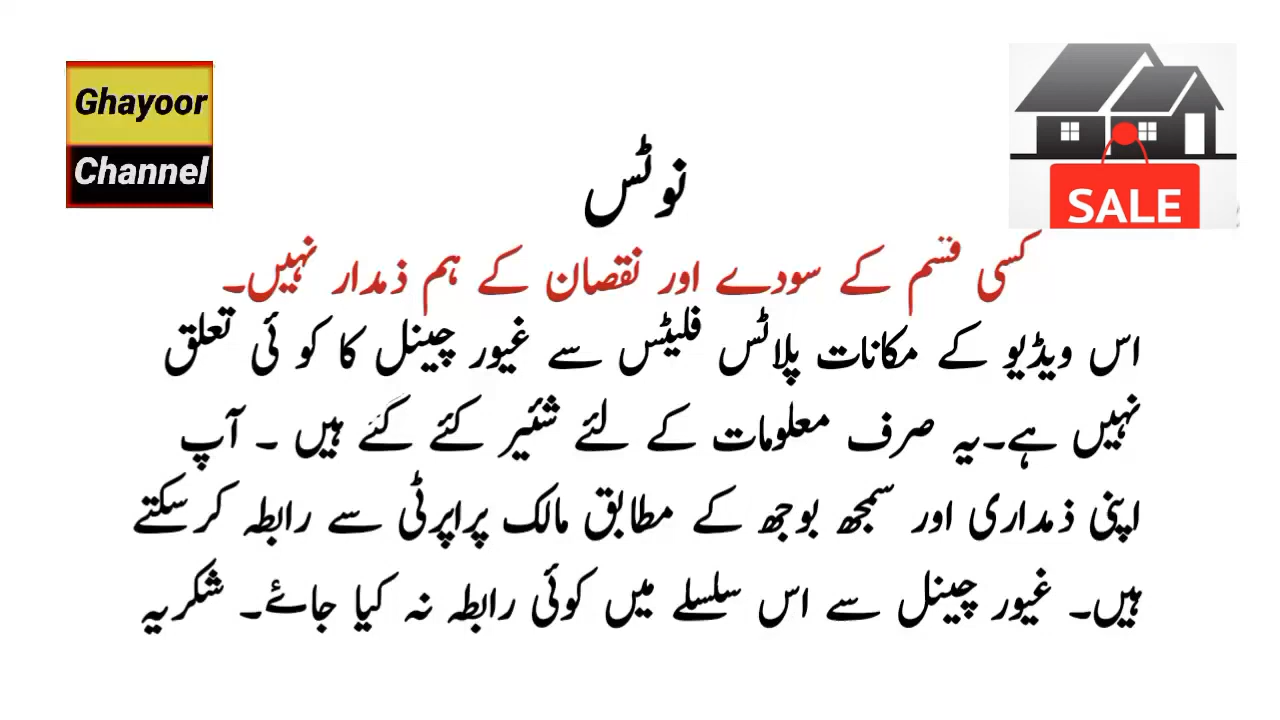 Ghayoor
Channel
SALE
نوٹس
کسی قسم کے سودے اور نقصان کے ہم ذمدار نہیں۔
اس ویڈیو کے مکانات پلاٹس فلیٹس سے غیور چینل کا کوئی تعلق
نہیں ہے۔یہ صرف معلومات کے لئے شئیر کئے گئے ہیں ۔ آپ
اپنی ذمداری اور سمجھ بوجھ کے مطابق مالک پراپرٹی سے رابطہ کرسکتے
ہیں۔ غیور چینل سے اس سلسلے میں کوئی رابطہ نہ کیا جائے۔ شکریہ